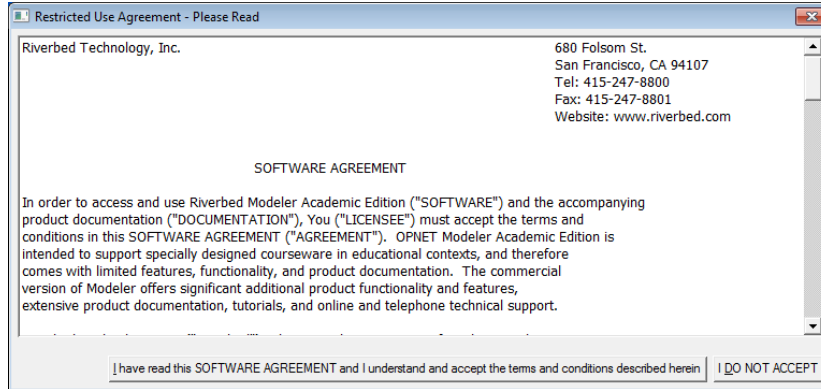 Restricted Use Agreement - Please Read
Riverbed Technology, Inc.
680 Folsom St.
San Francisco, CA 94107
Tel: 415-247-8800
Fax: 415-247-8801
Website: www.riverbed.com
SOFTWARE AGREEMENT
In order to access and use Riverbed Modeler Academic Edition ("SOFTWARE") and the accompanying
product documentation ("DOCUMENTATION"), You ("LICENSEE") must accept the terms and
conditions in this SOFTWARE AGREEMENT ("AGREEMENT"). OPNET Modeler Academic Edition is
intended to support specially designed courseware in educational contexts, and therefore
comes with limited features, functionality, and product documentation. The commercial
version of Modeler offers significant additional product functionality and features,
extensive product documentation, tutorials, and online and telephone technical support.
I have read this SOFTWARE AGREEMENT and I understand and accept the terms and conditions described herein
I DO NOT ACCEPT